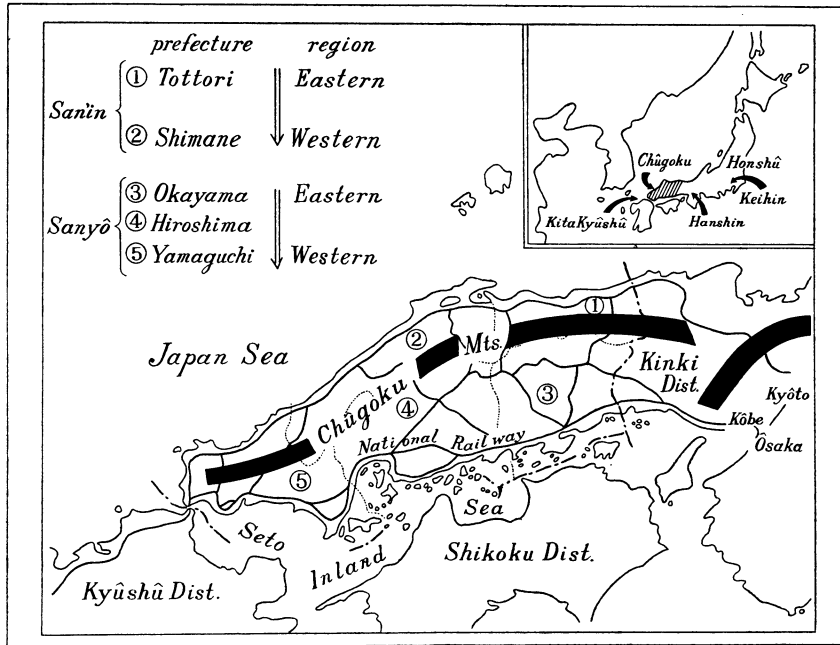 prefecture region
① Tottori Eastern
San'in
② Shimane Western
③ Okayama Eastern
Sanyô ④ Hiroshima
⑤ Yamaguchi Western
Chûgoku
Honshû
Keihin
KitaKyûshû
Hanshin
①
②
Mts.
Japan Sea
Kinki
Dist.
Chûgoku
③
④
Kyôto
Kôbe
Ôsaka
National Railway
⑤
Sea
Seto
Inland
Shikoku Dist.
Kyûshû Dist.